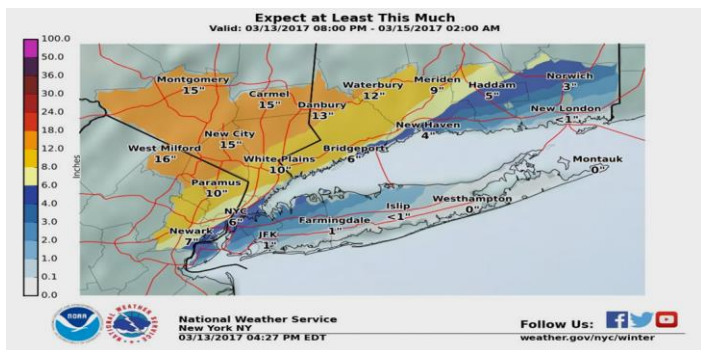 Expect at Least This Much
Valid: 03/13/2017 08:00 PM - 03/15/2017 02:00 AM
100.0
50.0
36.0
30.0
24.0
18.0
12.0
8.0
6.0
4.0
3.0
2.0
1.0
0.1
0.0
Inches
Montgomery
15"
Carmel
15"
Danbury
13"
Waterbury
12"
Meriden
9"
Haddam
5"
Norwich
3"
New London
<1"
New City
15"
West Milford
16"
White Plains
10"
Bridgeport
6"
New Haven
4"
Montauk
0"
Paramus
10"
NYC
6"
Newark
7"
JFK
1"
Farmingdale
1"
Islip
<1"
Westhampton
0"
NOAA
National Weather Service
New York NY
03/13/2017 04:27 PM EDT
Follow Us:
weather.gov/nyc/winter